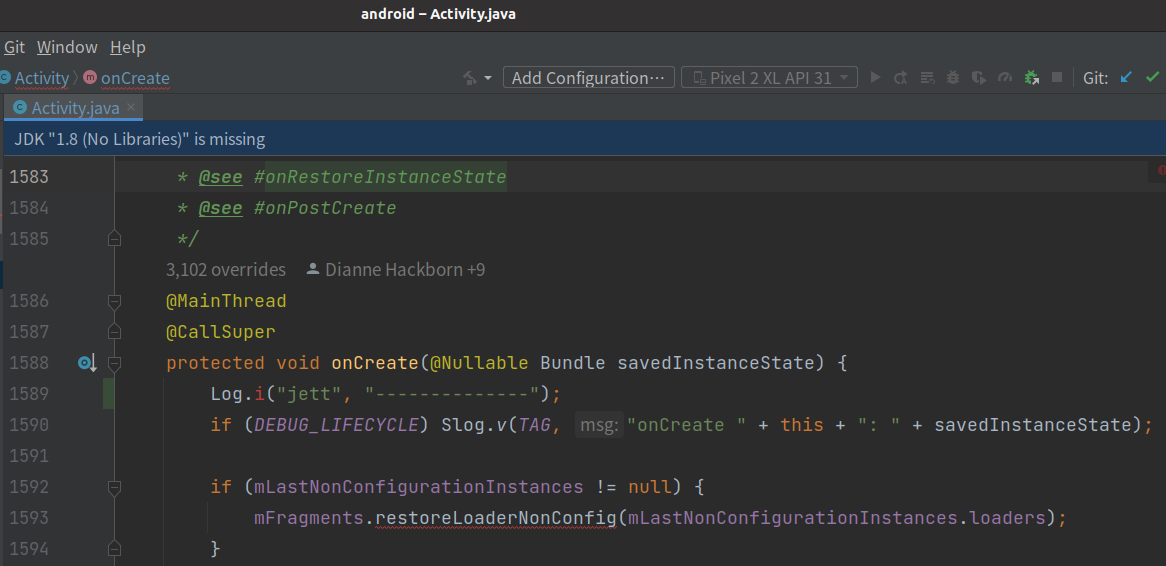 android – Activity.java
Git Window Help
Activity onCreate Add Configuration... Pixel 2 XL API 31 Git:
Activity.java
JDK "1.8 (No Libraries)" is missing
1583 * @see #onRestoreInstanceState
1584 * @see #onPostCreate
1585 */
3,102 overrides Dianne Hackborn +9
1586 @MainThread
1587 @CallSuper
1588 protected void onCreate(@Nullable Bundle savedInstanceState) {
1589 Log.i("jett", "--------------");
1590 if (DEBUG_LIFECYCLE) Slog.v(TAG, msg: "onCreate " + this + ": " + savedInstanceState);
1591
1592 if (mLastNonConfigurationInstances != null) {
1593 mFragments.restoreLoaderNonConfig(mLastNonConfigurationInstances.loaders);
1594 }